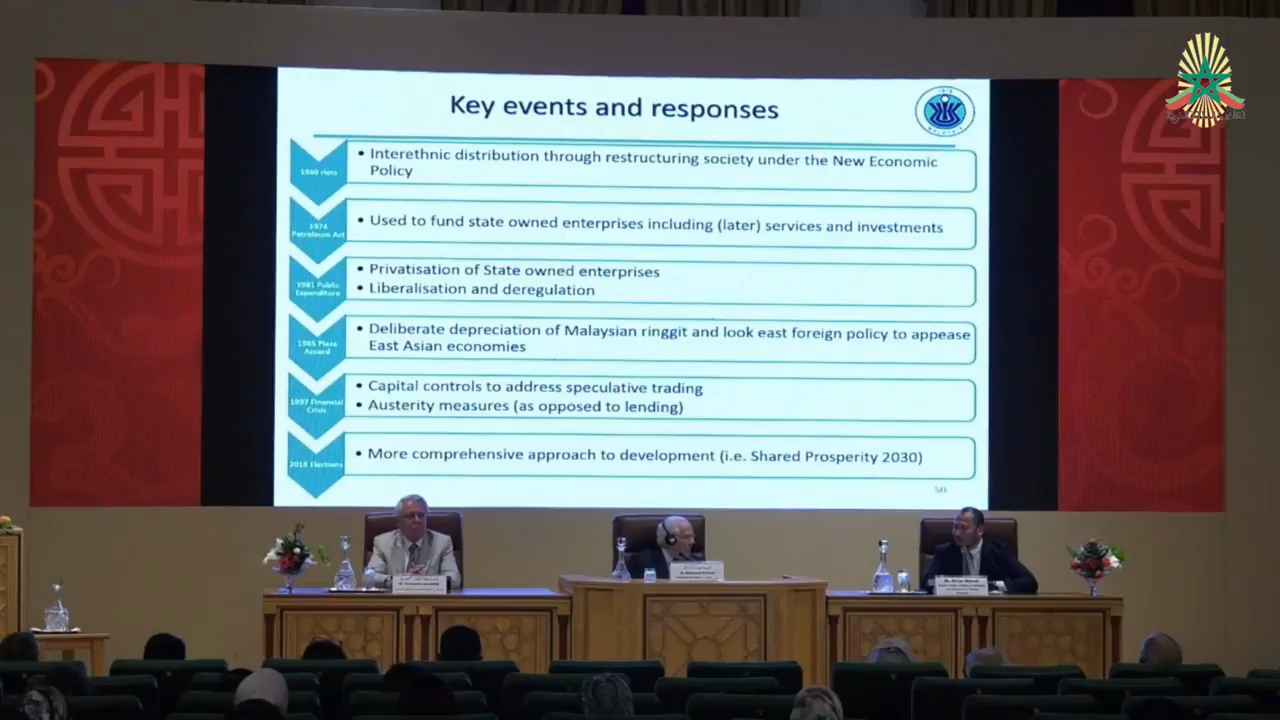 Key events and responses
ISIS
MALAYSIA
1969 riots
• Interethnic distribution through restructuring society under the New Economic
Policy
1974
Petroleum Act
• Used to fund state owned enterprises including (later) services and investments
1981 Public
Expenditure
• Privatisation of State owned enterprises
• Liberalisation and deregulation
1985 Plaza
Accord
• Deliberate depreciation of Malaysian ringgit and look east foreign policy to appease
East Asian economies
1997 Financial
Crisis
• Capital controls to address speculative trading
• Austerity measures (as opposed to lending)
2018 Elections
• More comprehensive approach to development (i.e. Shared Prosperity 2030)
50